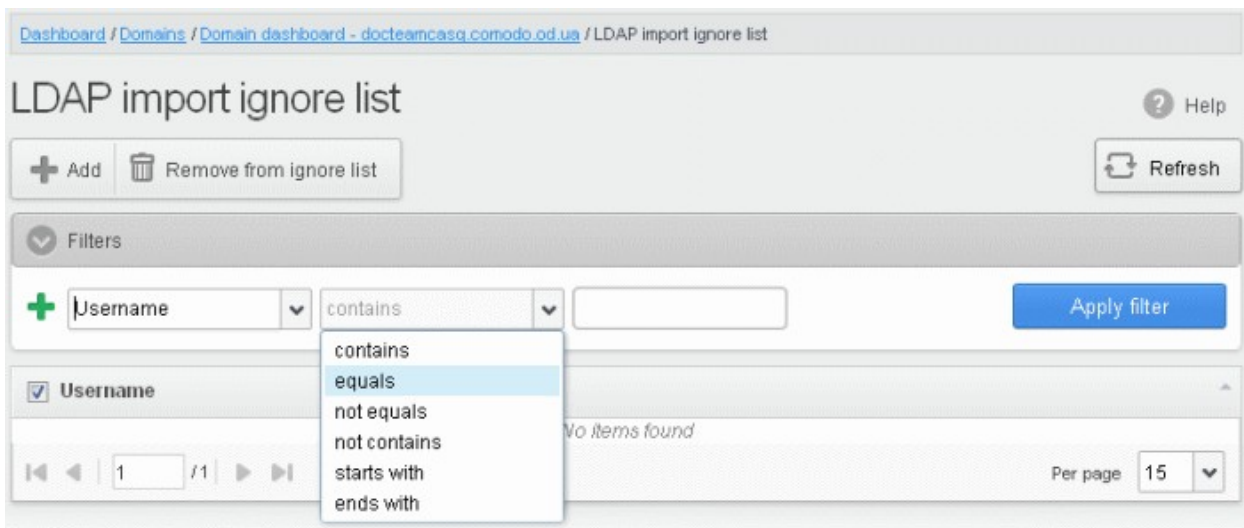 Dashboard / Domains / Domain dashboard - docteamcasq.comodo.od.ua / LDAP import ignore list
LDAP import ignore list
Help
Add
Remove from ignore list
Refresh
Filters
Username
contains
Apply filter
contains
equals
not equals
not contains
starts with
ends with
Username
No items found
1 / 1
Per page 15